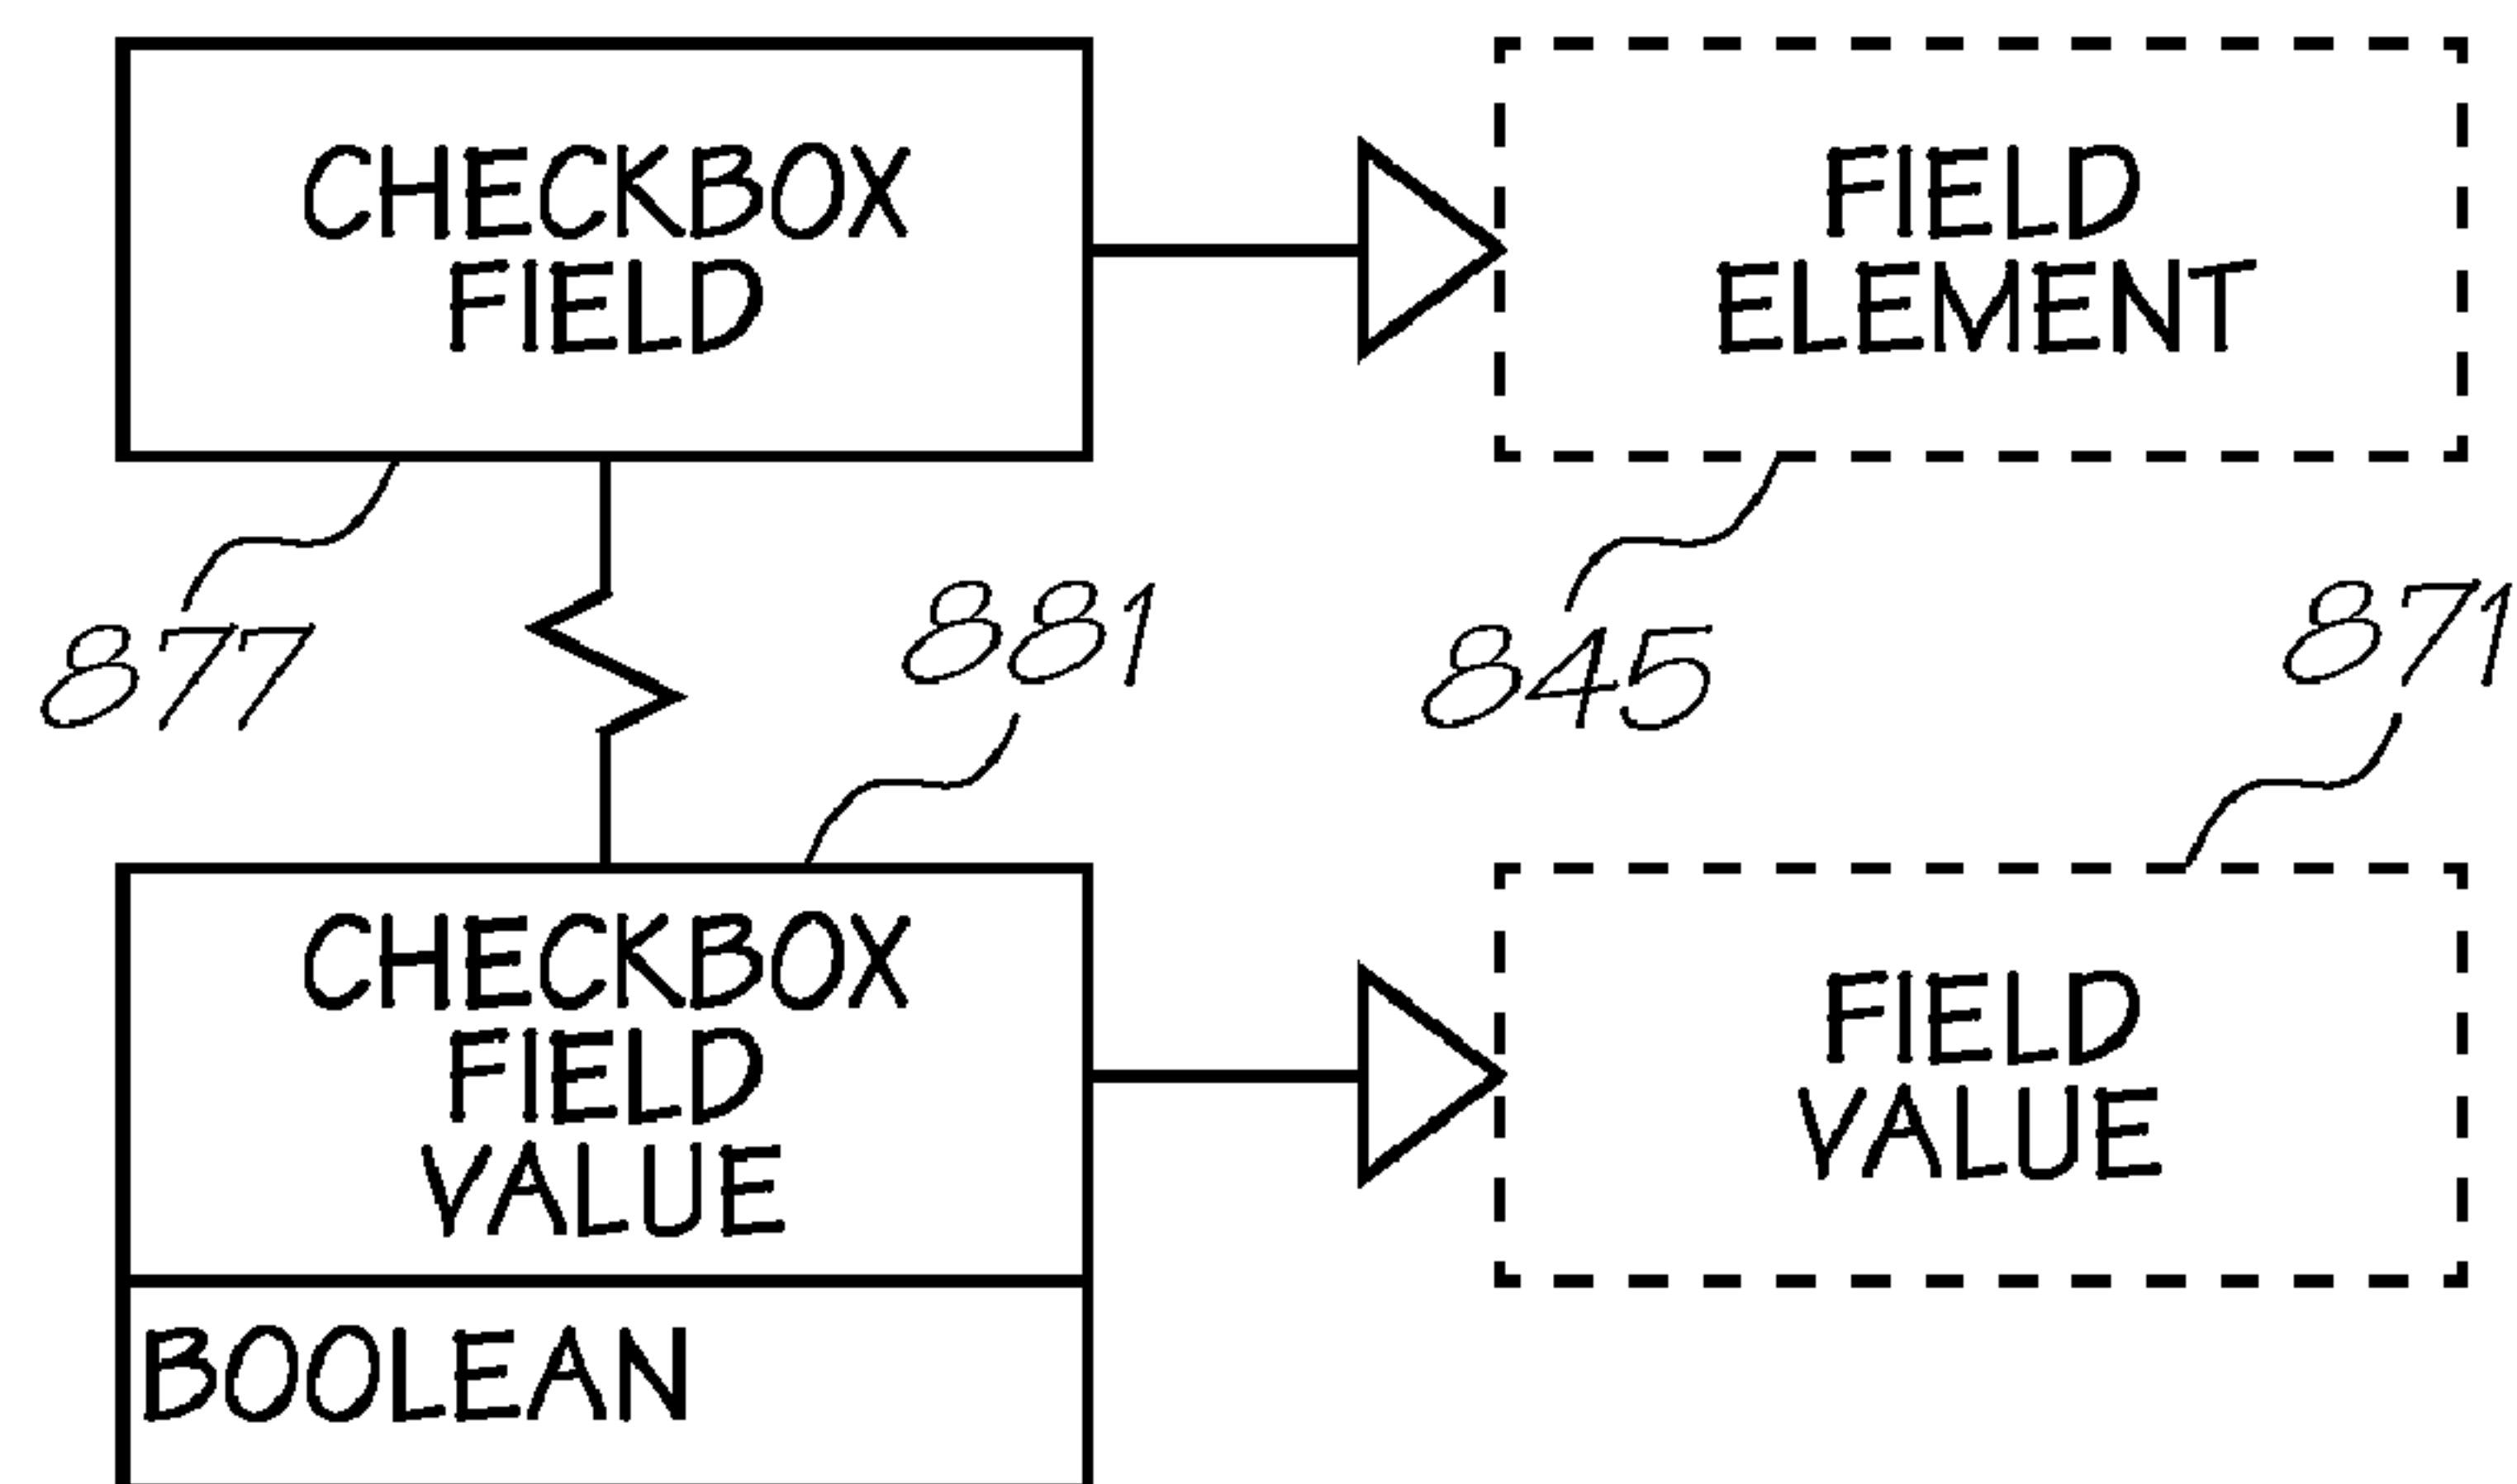 CHECKBOX
FIELD
FIELD
ELEMENT
877
881
845
871
CHECKBOX
FIELD
VALUE
FIELD
VALUE
BOOLEAN